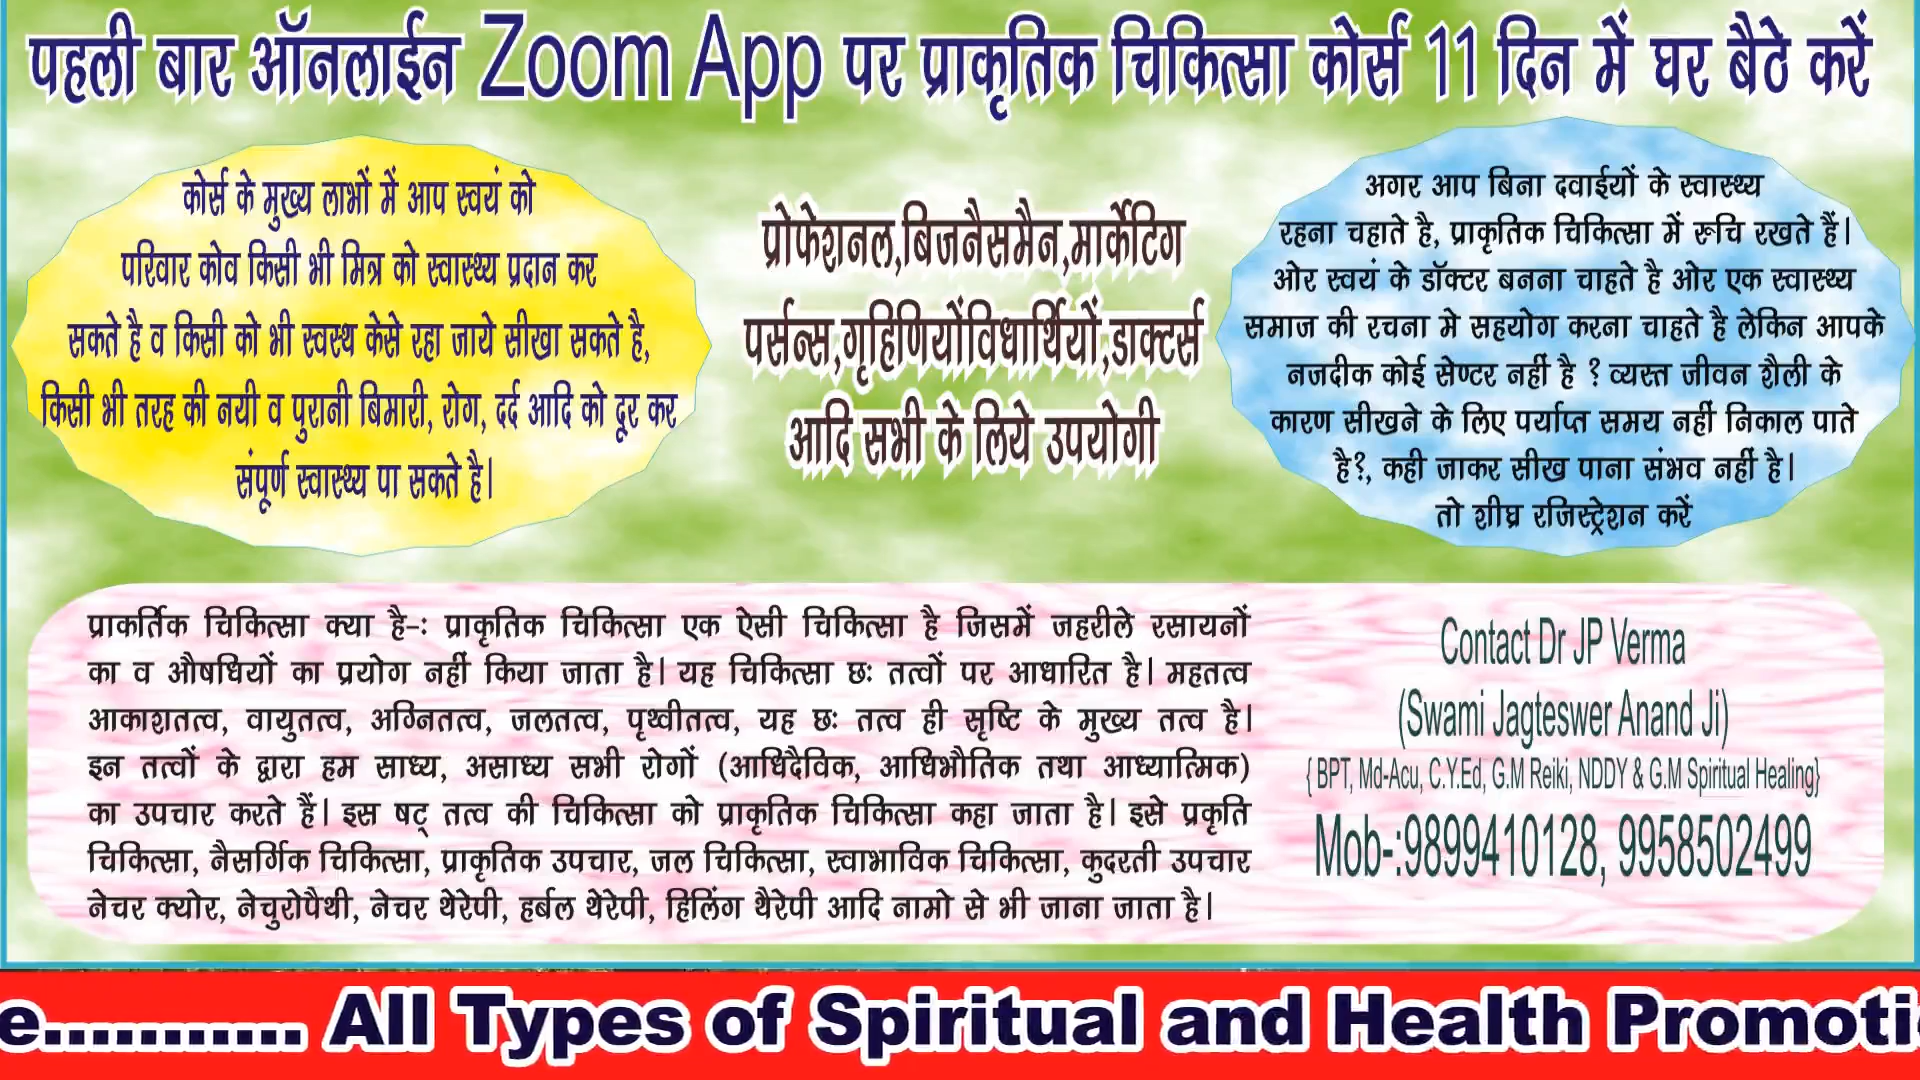 पहली बार ऑनलाईन Zoom App पर प्राकृतिक चिकित्सा कोर्स 11 दिन में घर बैठे करें
कोर्स के मुख्य लाभों में आप स्वयं को
परिवार कोव किसी भी मित्र को स्वास्थ्य प्रदान कर
सकते है व किसी को भी स्वस्थ केसे रहा जाये सीखा सकते है,
किसी भी तरह की नयी व पुरानी बिमारी, रोग, दर्द आदि को दूर कर
संपूर्ण स्वास्थ्य पा सकते है।
प्रोफेशनल,बिजनैसमैन,मार्केटिग
पर्सन्स,गृहिणियोंविधार्थियों,डाक्टर्स
आदि सभी के लिये उपयोगी
अगर आप बिना दवाईयों के स्वास्थ्य
रहना चहाते है, प्राकृतिक चिकित्सा में रूचि रखते हैं।
ओर स्वयं के डॉक्टर बनना चाहते है ओर एक स्वास्थ्य
समाज की रचना मे सहयोग करना चाहते है लेकिन आपके
नजदीक कोई सेण्टर नहीं है ? व्यस्त जीवन शैली के
कारण सीखने के लिए पर्याप्त समय नहीं निकाल पाते
है?, कही जाकर सीख पाना संभव नहीं है।
तो शीघ्र रजिस्ट्रेशन करें
प्राकर्तिक चिकित्सा क्या है-: प्राकृतिक चिकित्सा एक ऐसी चिकित्सा है जिसमें जहरीले रसायनों
का व औषधियों का प्रयोग नहीं किया जाता है। यह चिकित्सा छः तत्वों पर आधारित है। महतत्व
आकाशतत्व, वायुतत्व, अग्नितत्व, जलतत्व, पृथ्वीतत्व, यह छः तत्व ही सृष्टि के मुख्य तत्व है।
इन तत्वों के द्वारा हम साध्य, असाध्य सभी रोगों (आधिदैविक, आधिभौतिक तथा आध्यात्मिक)
का उपचार करते हैं। इस षट् तत्व की चिकित्सा को प्राकृतिक चिकित्सा कहा जाता है। इसे प्रकृति
चिकित्सा, नैसर्गिक चिकित्सा, प्राकृतिक उपचार, जल चिकित्सा, स्वाभाविक चिकित्सा, कुदरती उपचार
नेचर क्योर, नेचुरोपैथी, नेचर थेरेपी, हर्बल थेरेपी, हिलिंग थैरेपी आदि नामो से भी जाना जाता है।
Contact Dr JP Verma
(Swami Jagteswer Anand Ji)
{ BPT, Md-Acu, C.Y.Ed, G.M Reiki, NDDY & G.M Spiritual Healing}
Mob-:9899410128, 9958502499
e........... All Types of Spiritual and Health Promoti